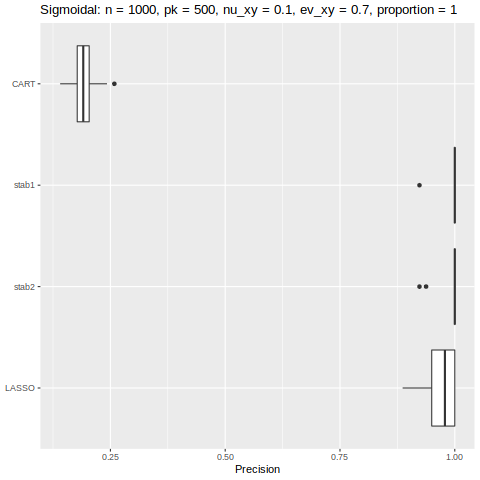 Sigmoidal: n = 1000, pk = 500, nu_xy = 0.1, ev_xy = 0.7, proportion = 1
CART
stab1
stab2
LASSO
0.25
0.50
0.75
1.00
Precision